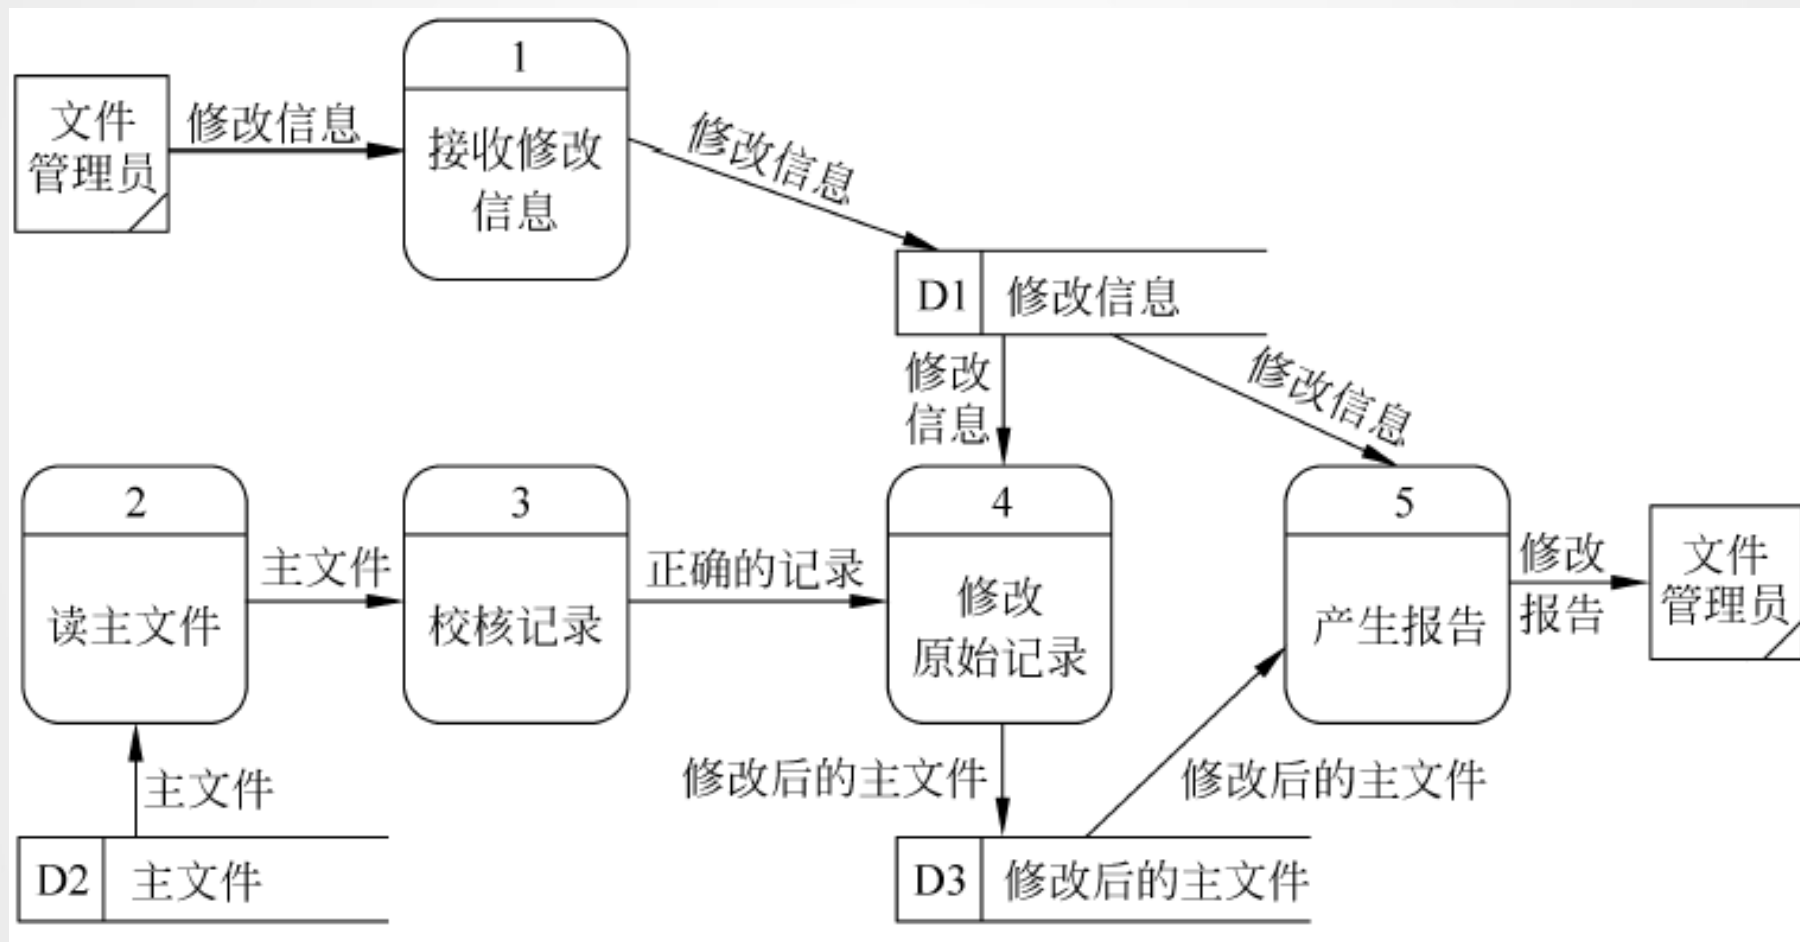 1
文件
管理员
修改信息
接收修改
信息
修改信息
D1
修改信息
修改
信息
修改信息
2
读主文件
主文件
3
校核记录
正确的记录
4
修改
原始记录
5
产生报告
修改
报告
文件
管理员
主文件
修改后的主文件
修改后的主文件
D2
主文件
D3
修改后的主文件